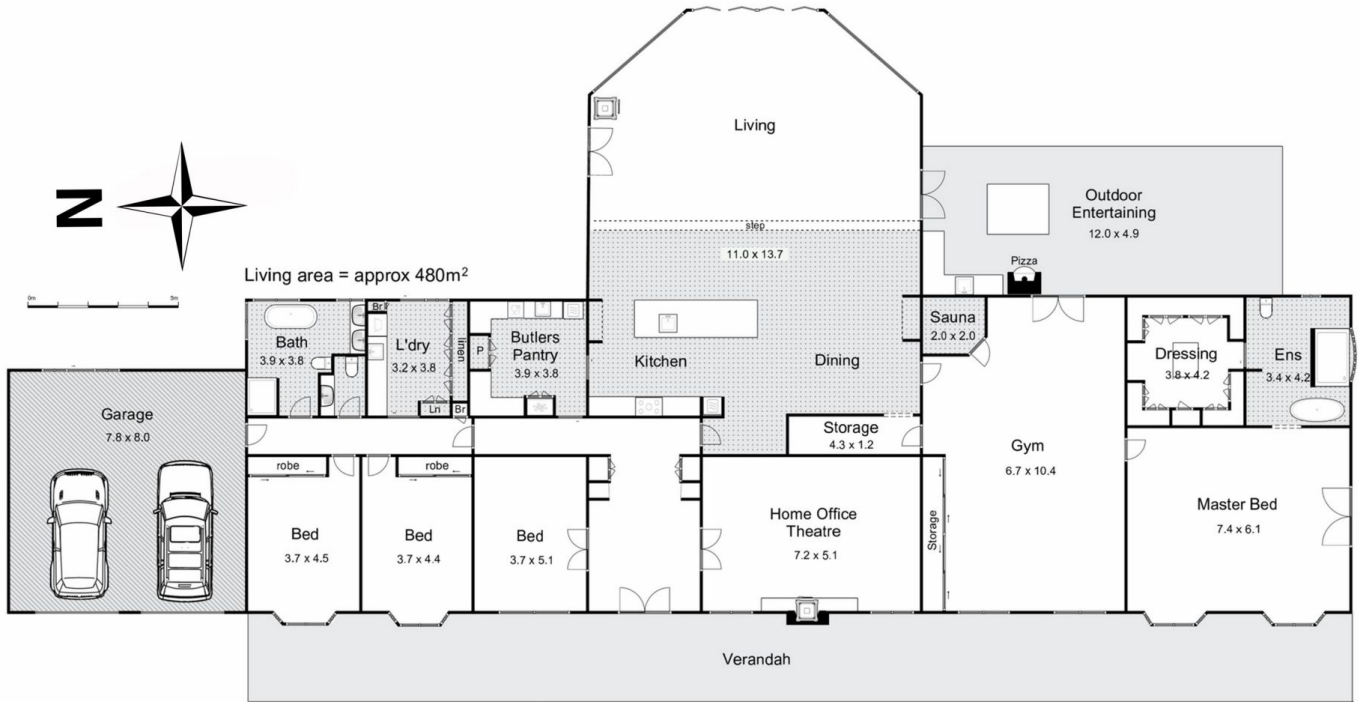 Living
Outdoor
Entertaining
12.0 x 4.9
N
step
11.0 x 13.7
Pizza
Living area = approx 480m²
0m
5m
Br
Bath
3.9 x 3.8
L'dry
3.2 x 3.8
linen
P
Butlers
Pantry
3.9 x 3.8
Ln
Br
Kitchen
Dining
Sauna
2.0 x 2.0
Dressing
3.8 x 4.2
Ens
3.4 x 4.2
Garage
7.8 x 8.0
Storage
4.3 x 1.2
Gym
6.7 x 10.4
robe
robe
Bed
3.7 x 4.5
Bed
3.7 x 4.4
Bed
3.7 x 5.1
Home Office
Theatre
7.2 x 5.1
Storage
Master Bed
7.4 x 6.1
Verandah